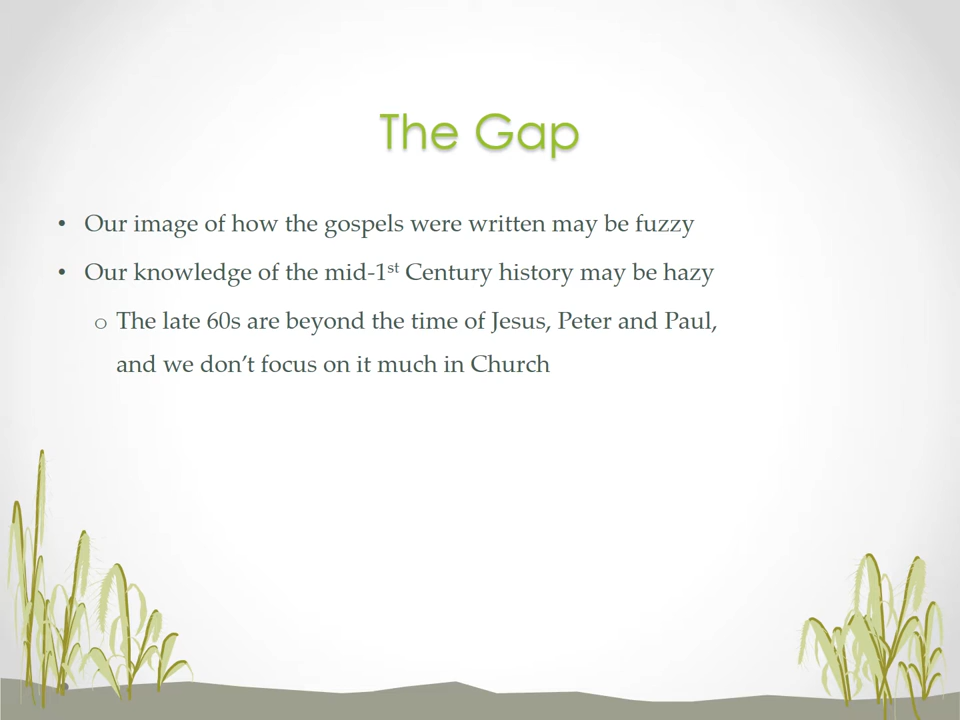 The Gap
• Our image of how the gospels were written may be fuzzy
• Our knowledge of the mid-1st Century history may be hazy
o The late 60s are beyond the time of Jesus, Peter and Paul,
and we don’t focus on it much in Church